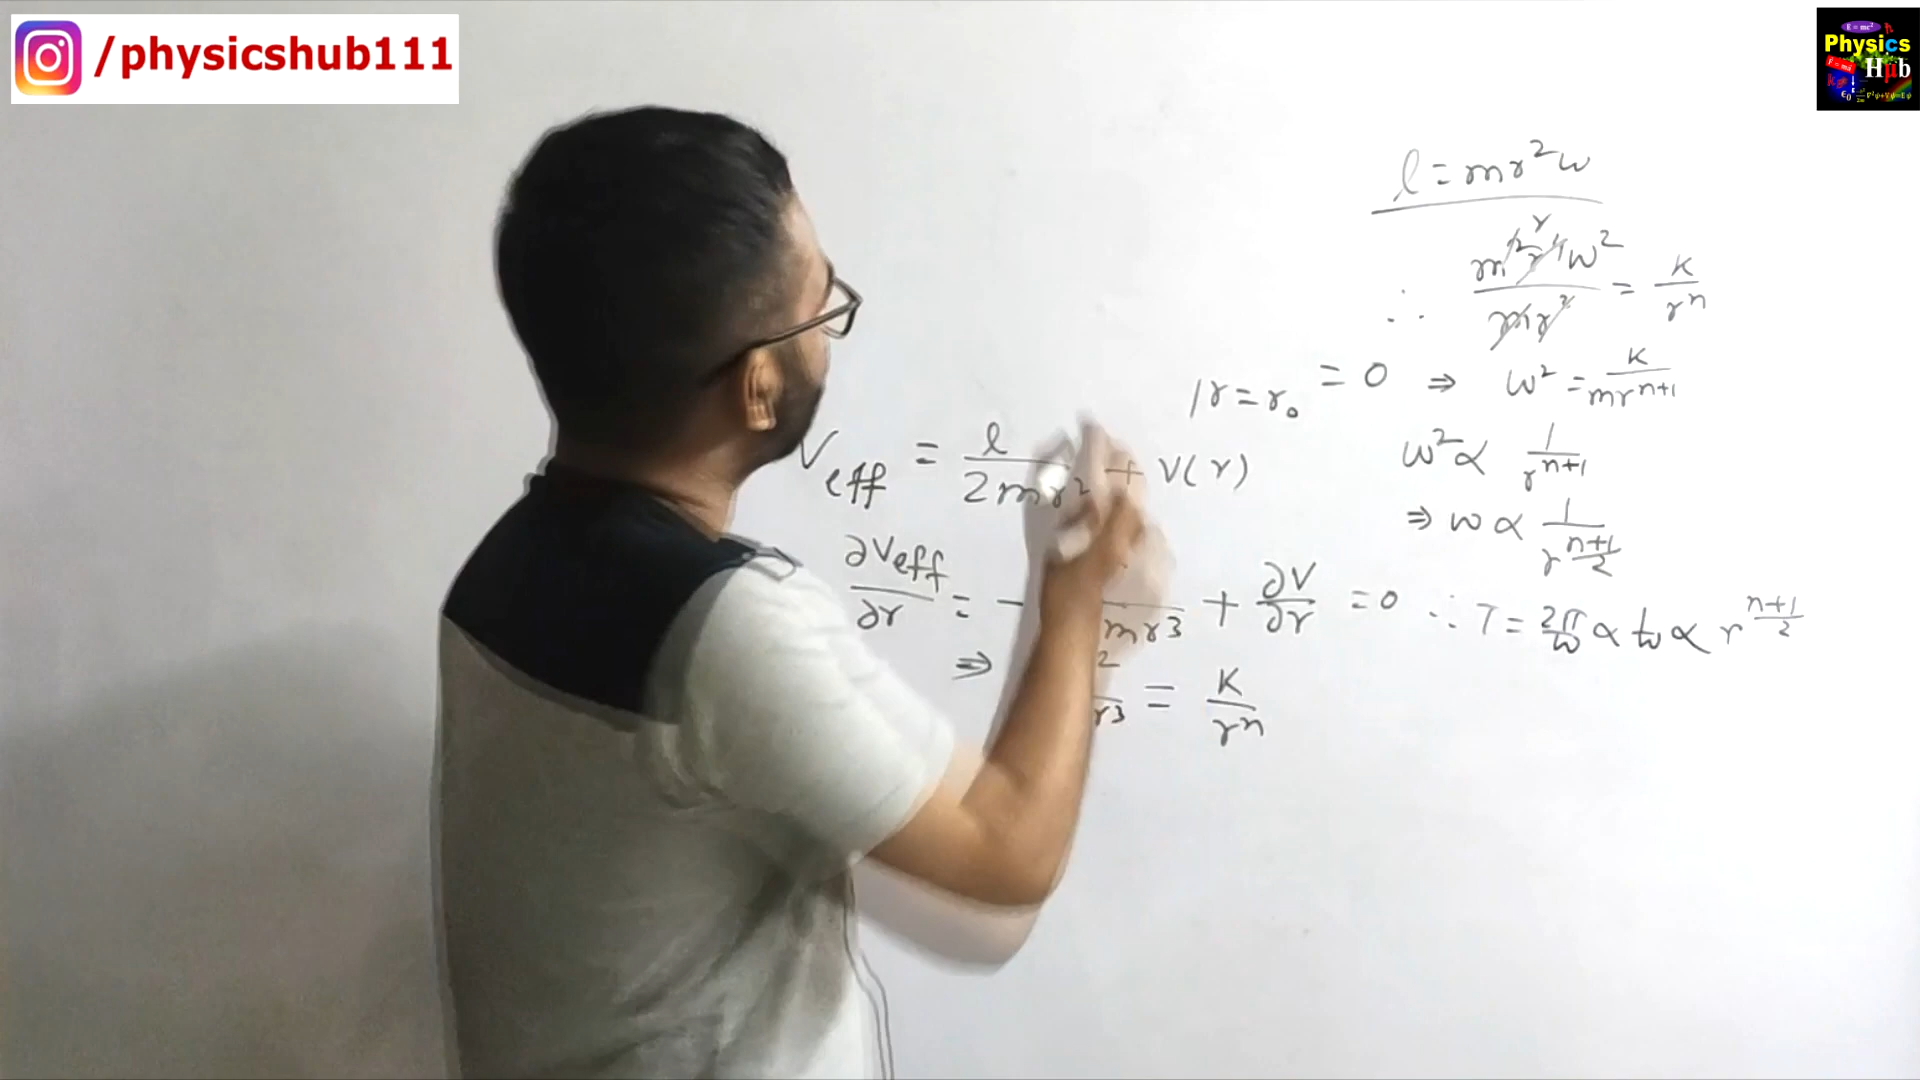 /physicshub111
Physics
Hub
l = mr²ω
∴ m²r⁴ω² / mr³ = K / rⁿ
|r = r₀ = 0 ⇒ ω² = K / mrⁿ⁺¹
V_eff = l / 2mr² + V(r)
ω² ∝ 1 / rⁿ⁺¹
⇒ ω ∝ 1 / r^((n+1)/2)
∂V_eff / ∂r = - / mr3 + ∂V / ∂r = 0 ∴ T = 2π / ω ∝ 1 / ω ∝ r^((n+1)/2)
⇒ 2 / r3 = K / rⁿ